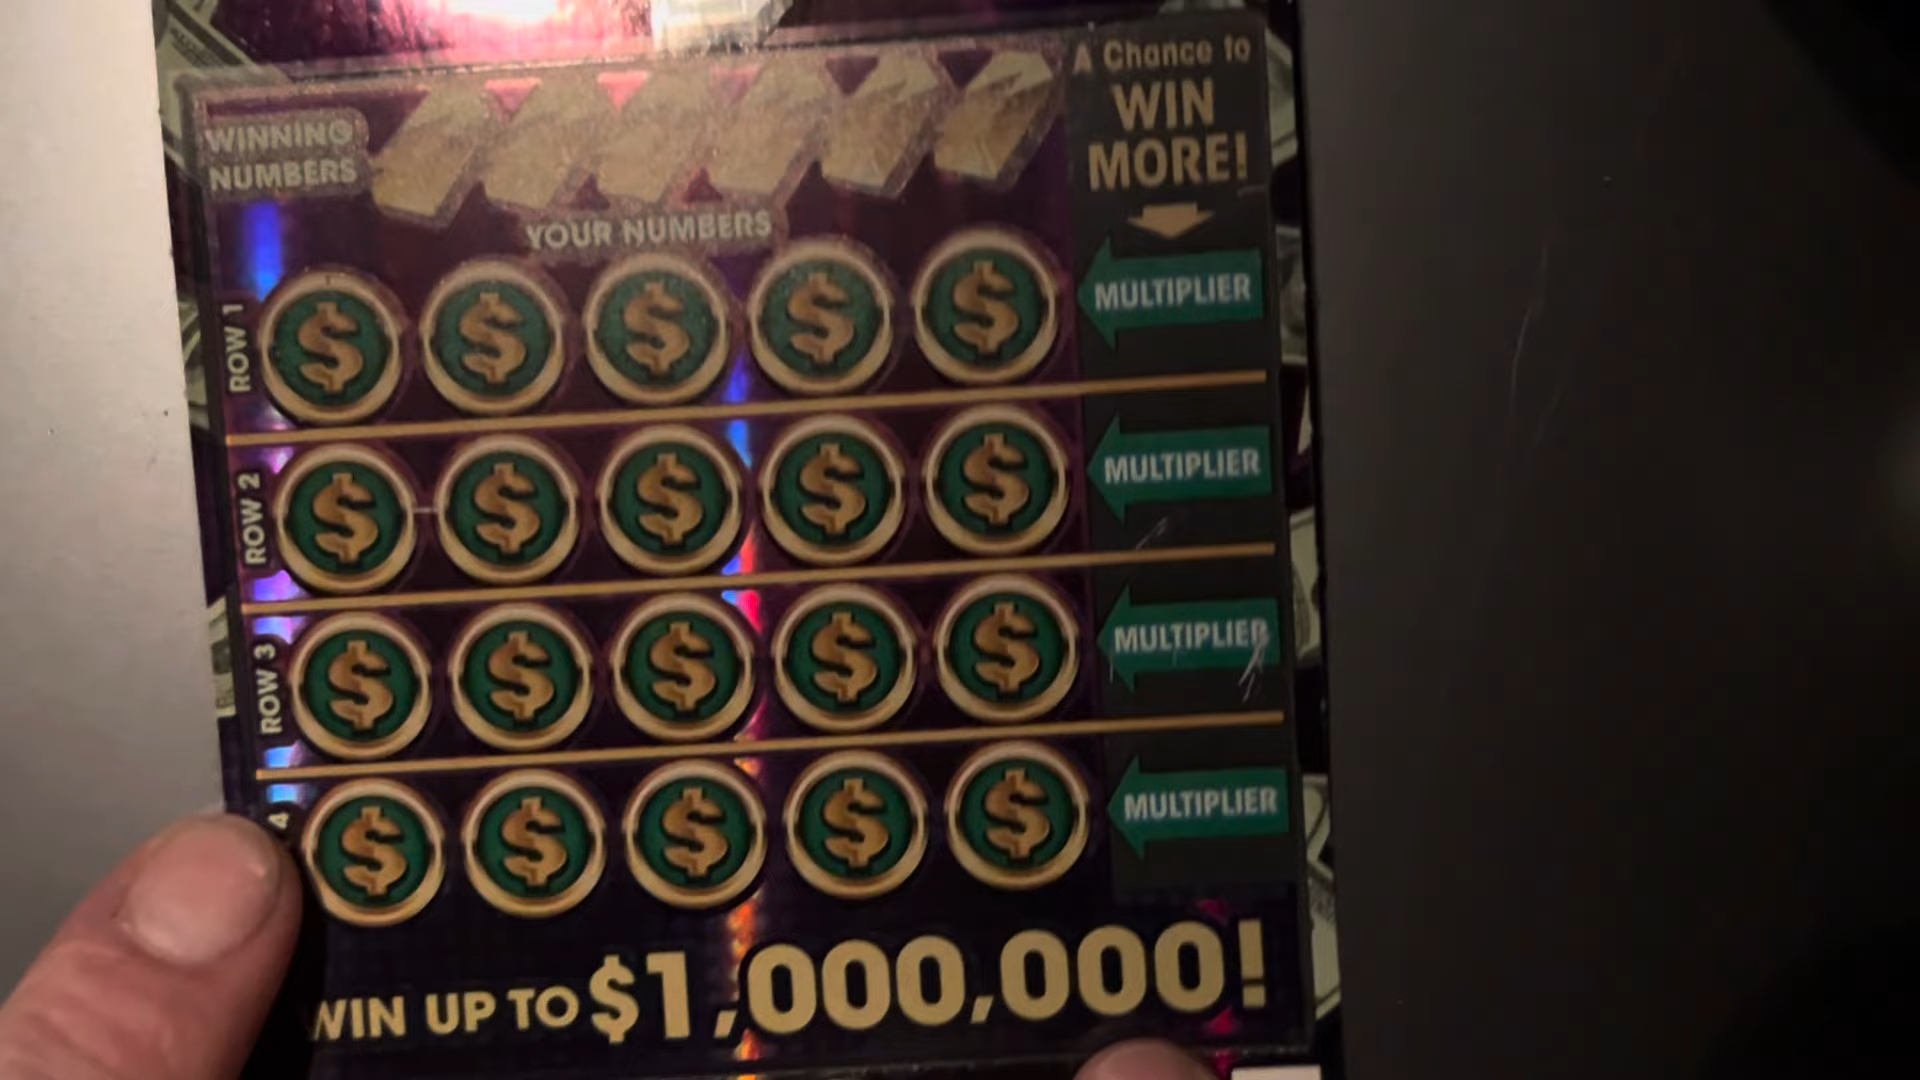 A Chance to
WIN
MORE!
WINNING
NUMBERS
YOUR NUMBERS
ROW 1
MULTIPLIER
ROW 2
MULTIPLIER
ROW 3
MULTIPLIER
4
MULTIPLIER
WIN UP TO $1,000,000!